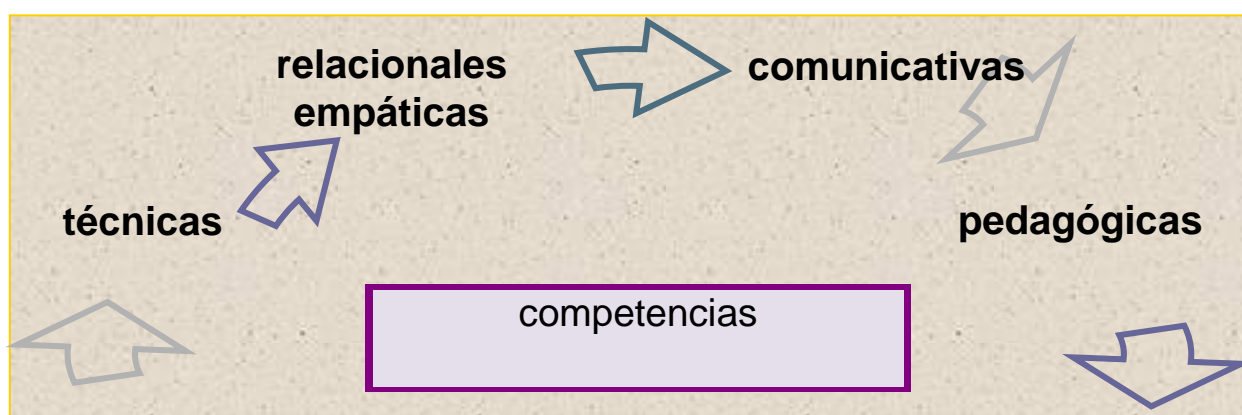 relacionales
empáticas
comunicativas
técnicas
pedagógicas
competencias